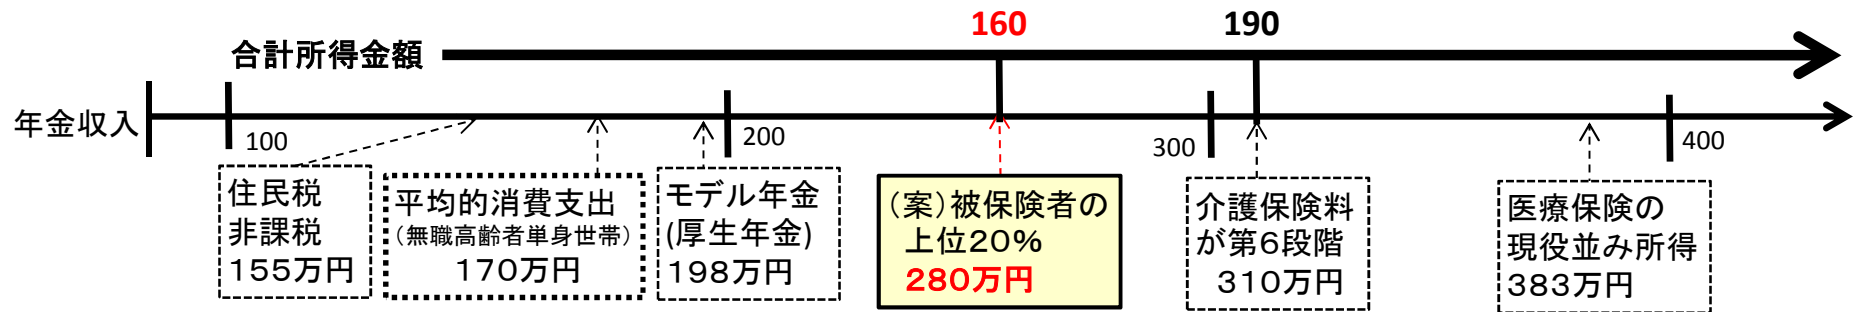 160
190
合計所得金額
年金収入
100
200
300
400
住民税
非課税
155万円
平均的消費支出
(無職高齢者単身世帯)
170万円
モデル年金
(厚生年金)
198万円
(案)被保険者の
上位20%
280万円
介護保険料
が第6段階
310万円
医療保険の
現役並み所得
383万円